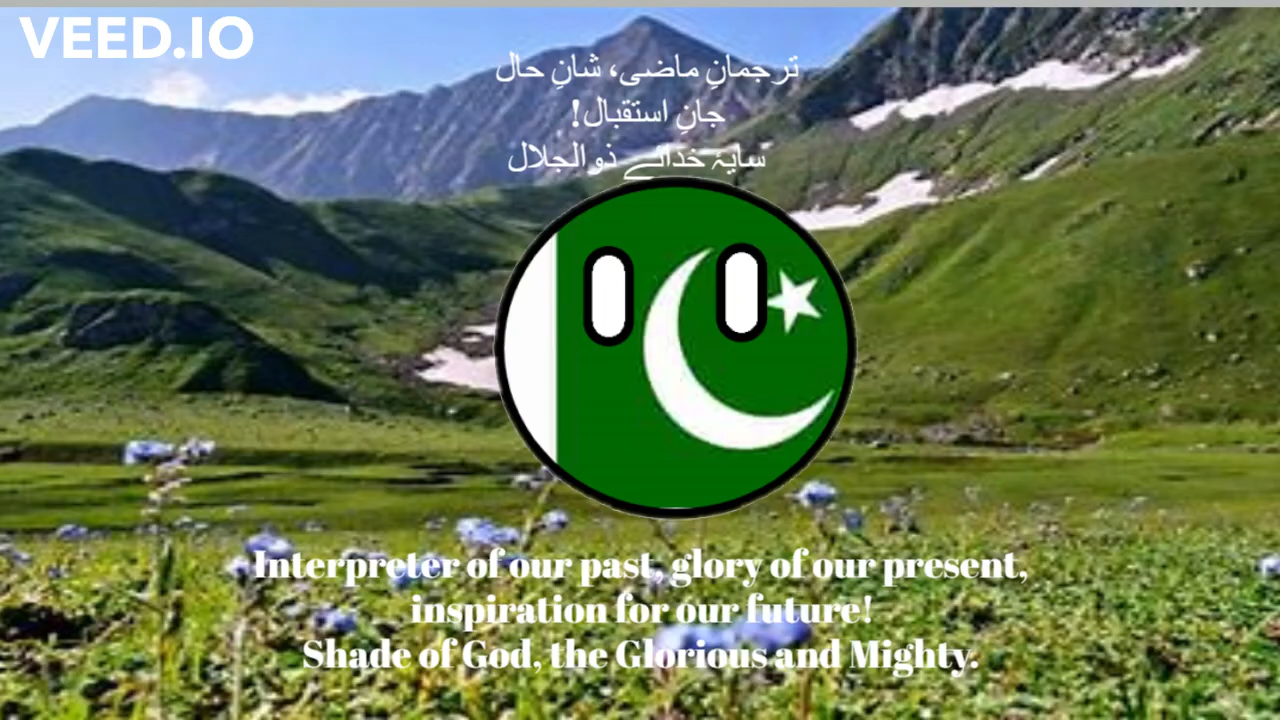 VEED.IO
ترجمانِ ماضی، شانِ حال
جانِ استقبال!
سایۂ خدائے ذوالجلال
Interpreter of our past, glory of our present,
inspiration for our future!
Shade of God, the Glorious and Mighty.